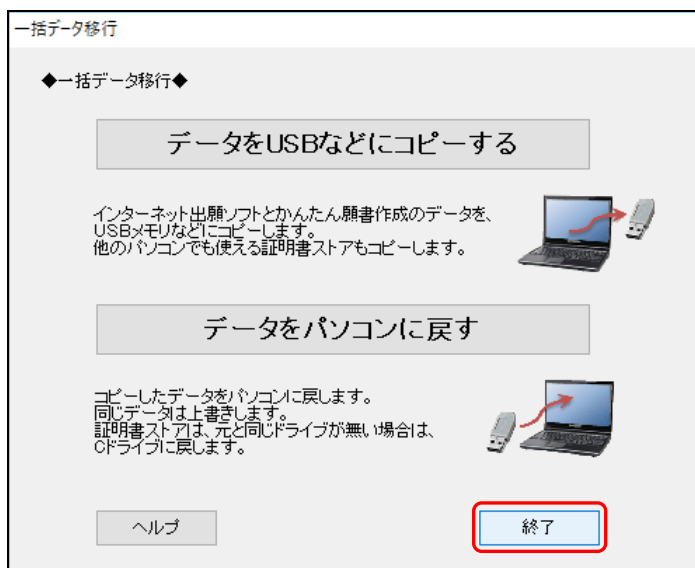 一括データ移行
◆一括データ移行◆
データをUSBなどにコピーする
インターネット出願ソフトとかんたん願書作成のデータを、
USBメモリなどにコピーします。
他のパソコンでも使える証明書ストアもコピーします。
データをパソコンに戻す
コピーしたデータをパソコンに戻します。
同じデータは上書きします。
証明書ストアは、元と同じドライブが無い場合は、
Cドライブに戻します。
ヘルプ
終了